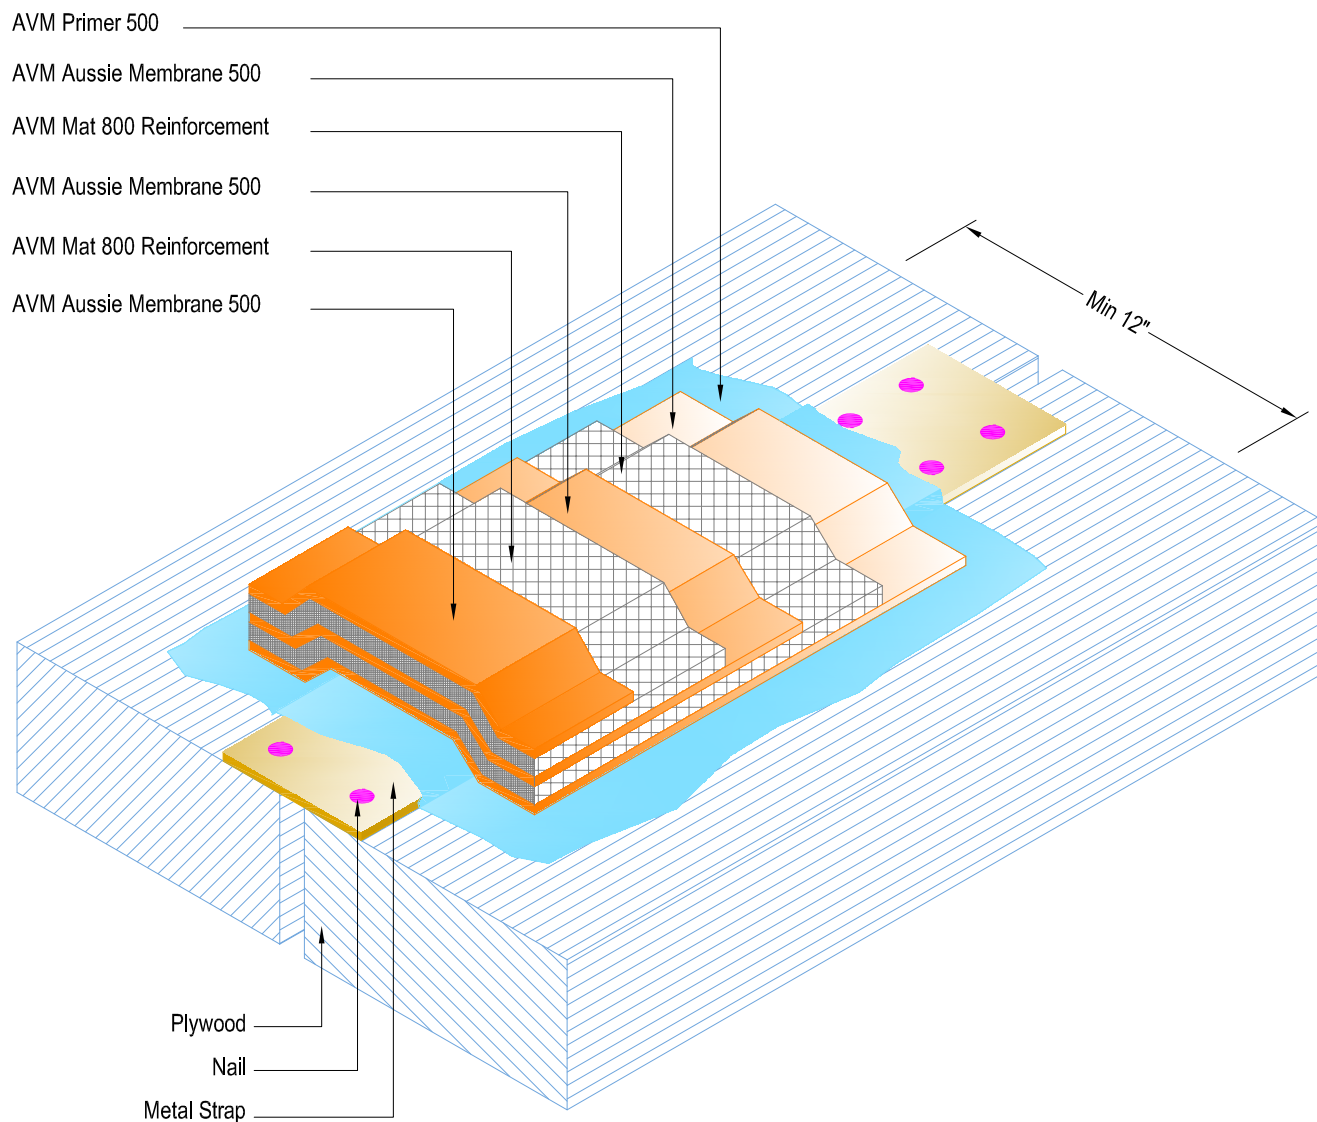 AVM Primer 500
AVM Aussie Membrane 500
AVM Mat 800 Reinforcement
AVM Aussie Membrane 500
AVM Mat 800 Reinforcement
AVM Aussie Membrane 500
Min 12"
Plywood
Nail
Metal Strap